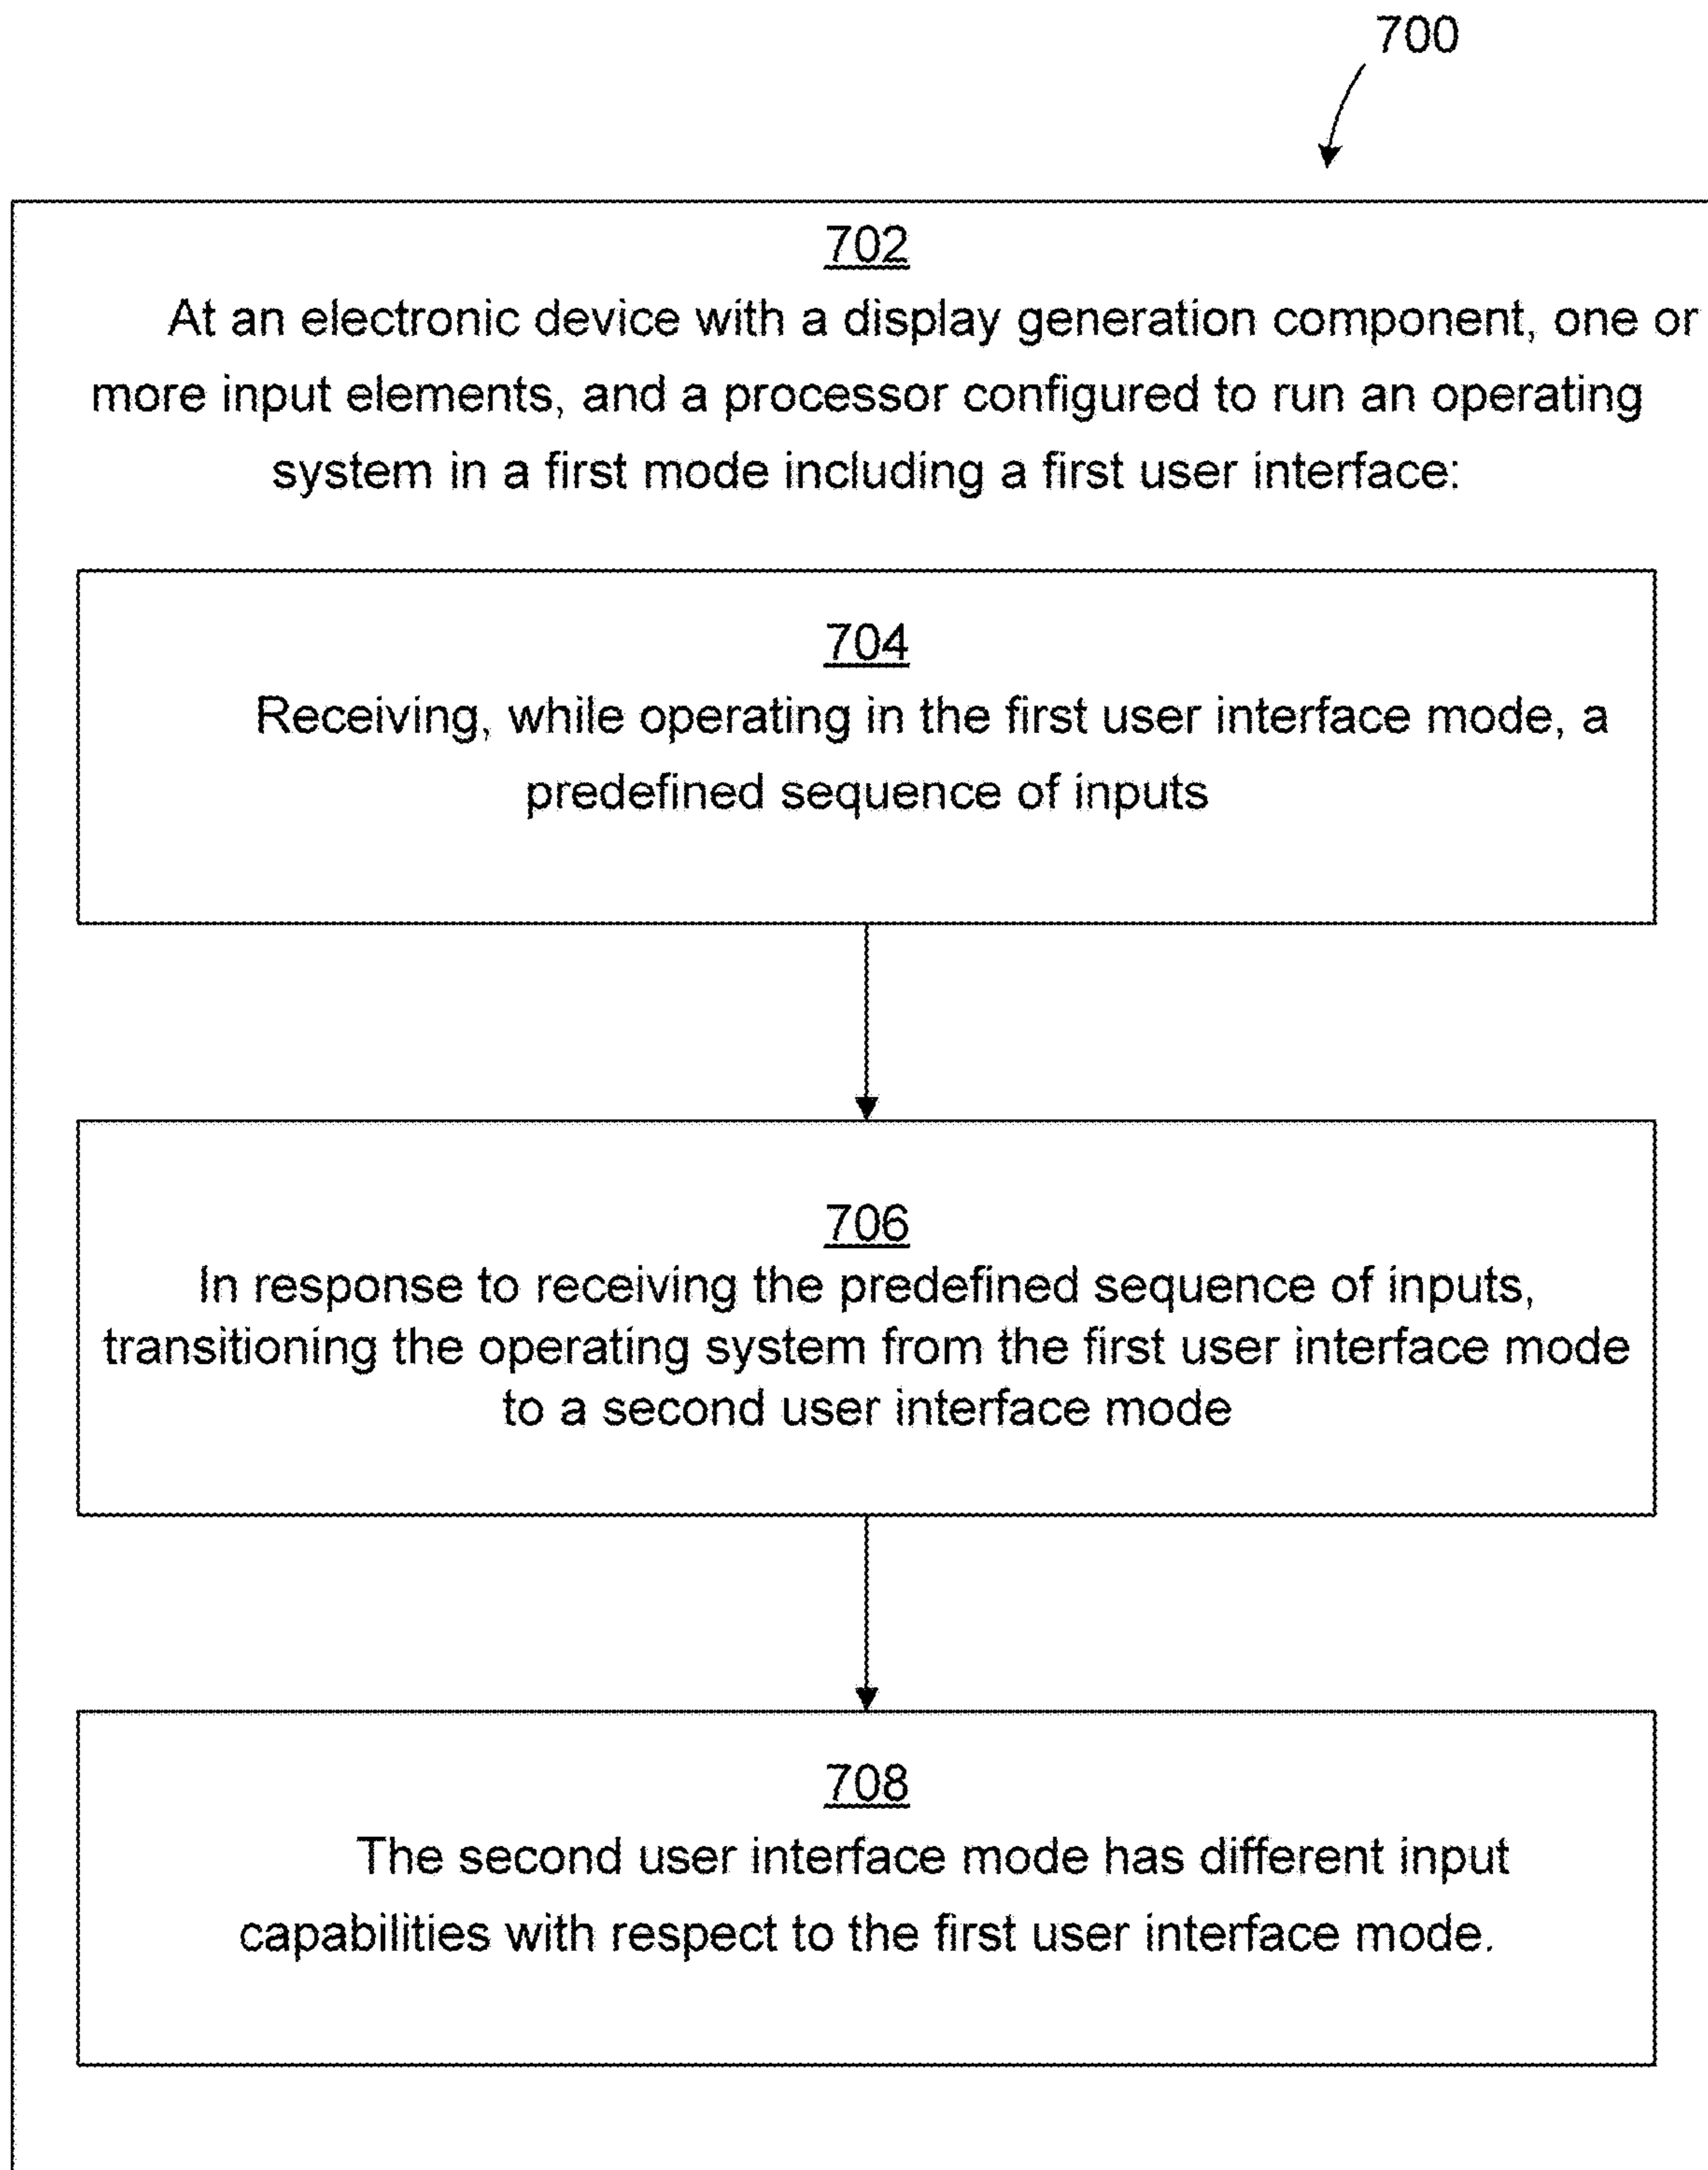 700
702
At an electronic device with a display generation component, one or
more input elements, and a processor configured to run an operating
system in a first mode including a first user interface:
704
Receiving, while operating in the first user interface mode, a
predefined sequence of inputs
706
In response to receiving the predefined sequence of inputs,
transitioning the operating system from the first user interface mode
to a second user interface mode
708
The second user interface mode has different input
capabilities with respect to the first user interface mode.